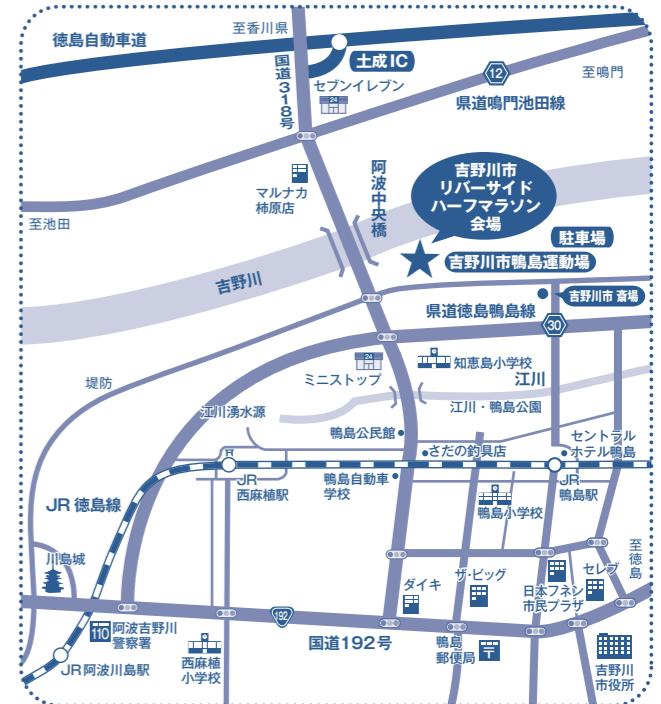 至香川県
徳島自動車道
土成IC
国道318号
セブンイレブン
24
12
至鳴門
県道鳴門池田線
マルナカ
柿原店
阿波中央橋
吉野川市
リバーサイド
ハーフマラソン
会場
至池田
駐車場
吉野川市鴨島運動場
吉野川
吉野川市 斎場
県道徳島鴨島線
30
24
ミニストップ
知恵島小学校
江川
堤防
江川・鴨島公園
江川湧水源
鴨島公民館
さだの釣具店
セントラル
ホテル鴨島
JR
西麻植駅
鴨島自動車
学校
JR
鴨島駅
鴨島小学校
JR徳島線
川島城
至徳島
ダイキ
ザ・ビッグ
日本フネン
市民プラザ
セレブ
192
110
阿波吉野川
警察署
国道192号
西麻植
小学校
鴨島
郵便局
〒
吉野川
市役所
JR阿波川島駅